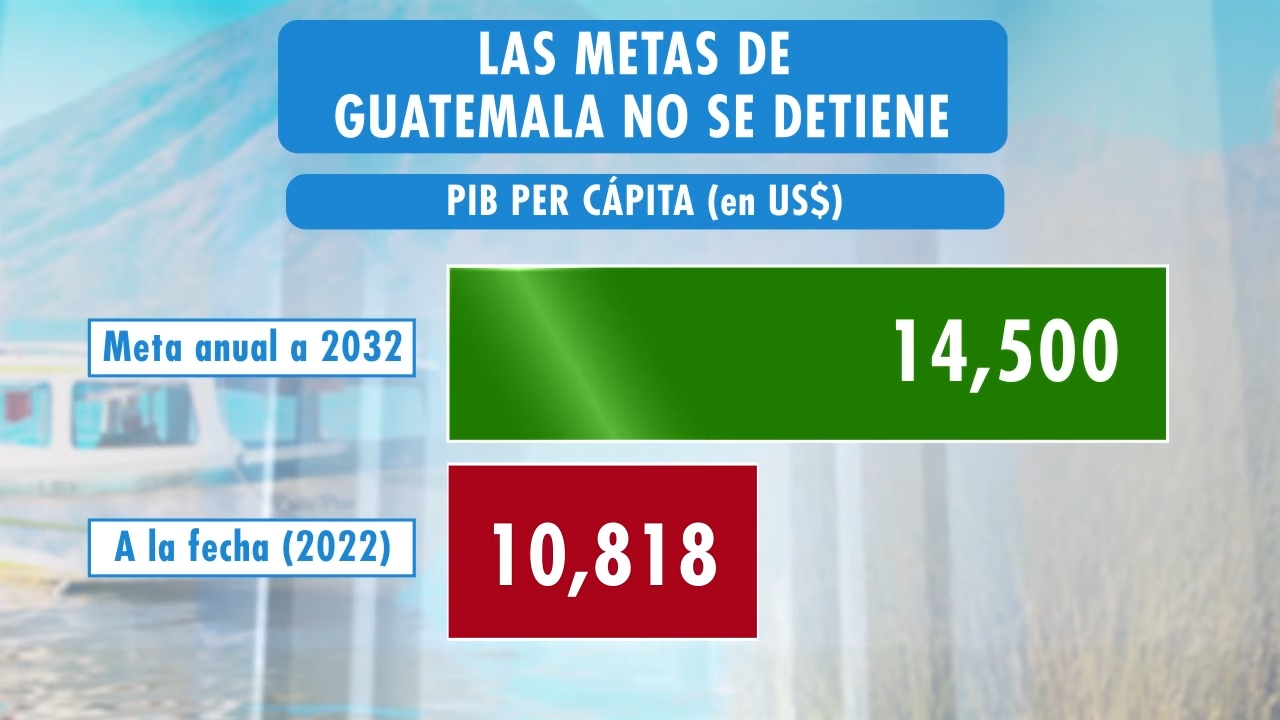 LAS METAS DE
GUATEMALA NO SE DETIENE
PIB PER CÁPITA (en US$)
Meta anual a 2032
14,500
A la fecha (2022)
10,818